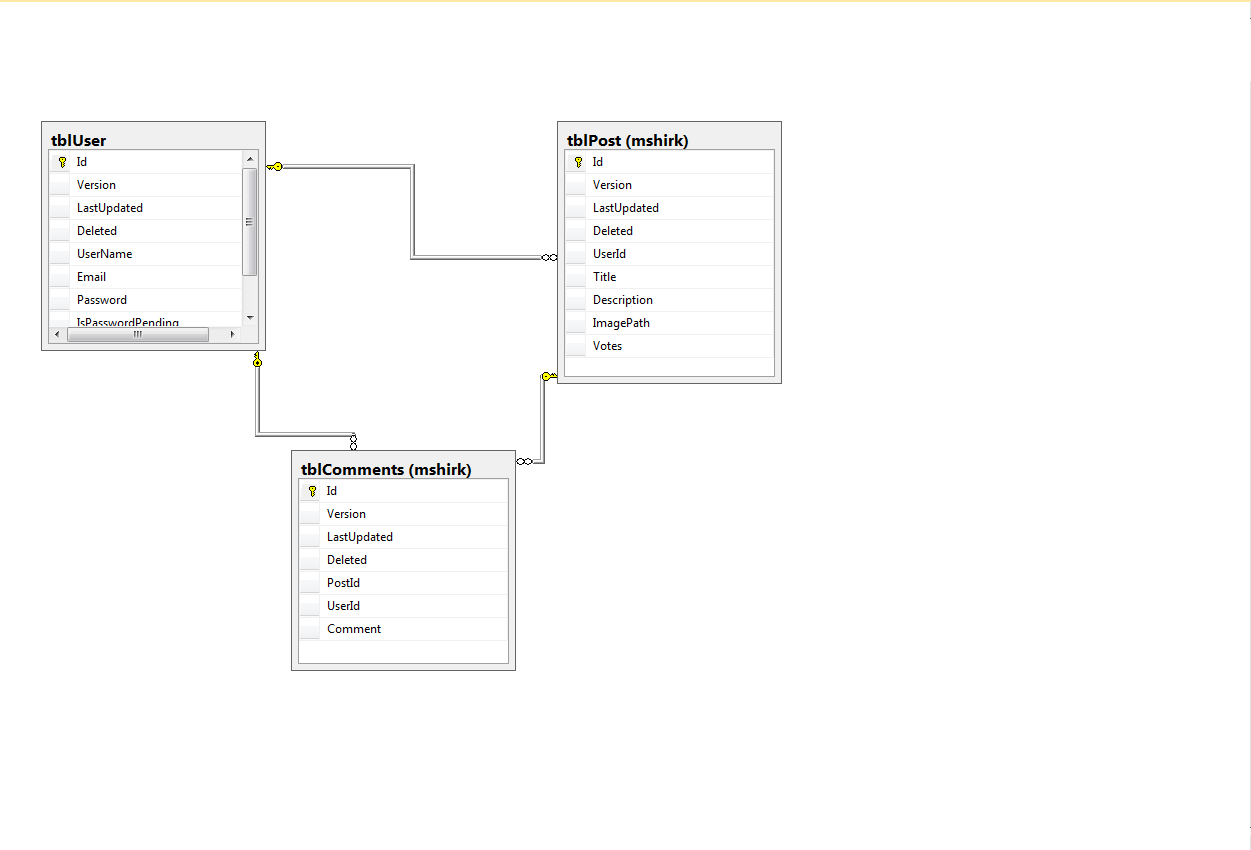 tblUser
Id
Version
LastUpdated
Deleted
UserName
Email
Password
IsPasswordPending
tblPost (mshirk)
Id
Version
LastUpdated
Deleted
UserId
Title
Description
ImagePath
Votes
tblComments (mshirk)
Id
Version
LastUpdated
Deleted
PostId
UserId
Comment